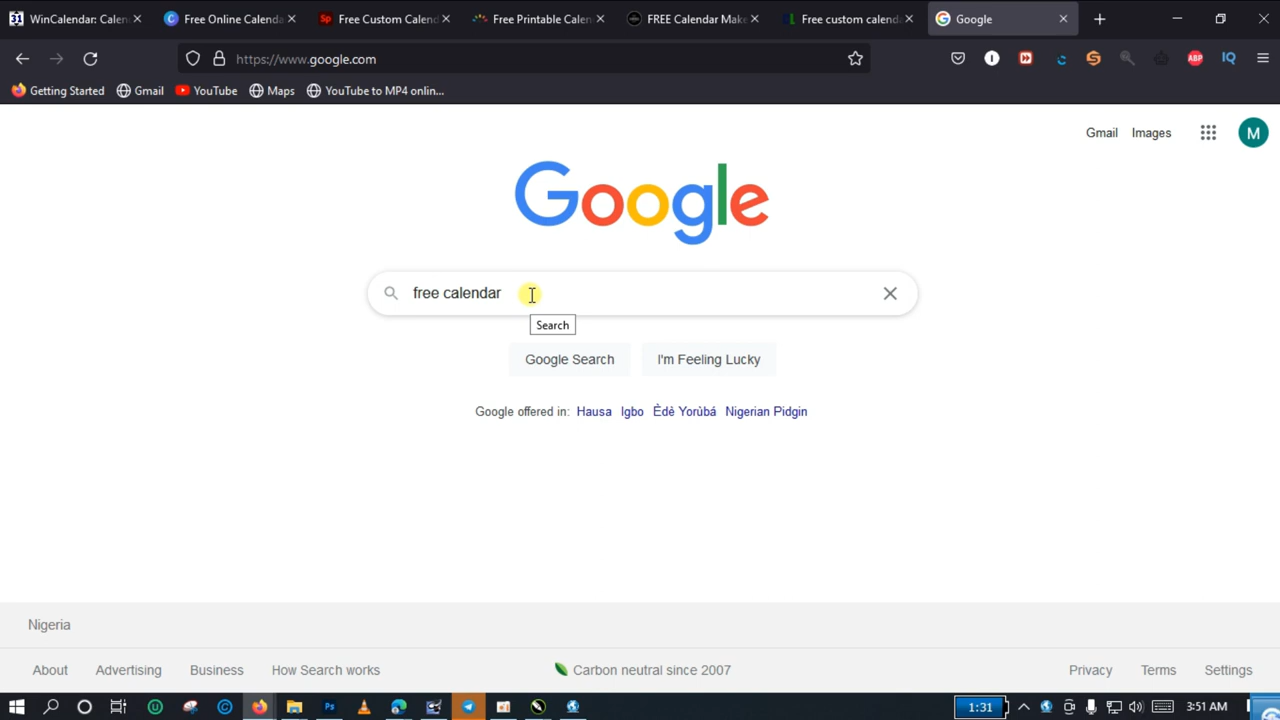 WinCalendar: Calen
Free Online Calenda
Free Custom Calend
Free Printable Calen
FREE Calendar Make
Free custom calenda
Google
https://www.google.com
Getting Started
Gmail
YouTube
Maps
YouTube to MP4 onlin...
Gmail
Images
M
Google
free calendar
Search
Google Search
I'm Feeling Lucky
Google offered in: Hausa Igbo Èdè Yorùbá Nigerian Pidgin
Nigeria
About
Advertising
Business
How Search works
Carbon neutral since 2007
Privacy
Terms
Settings
1:31
3:51 AM